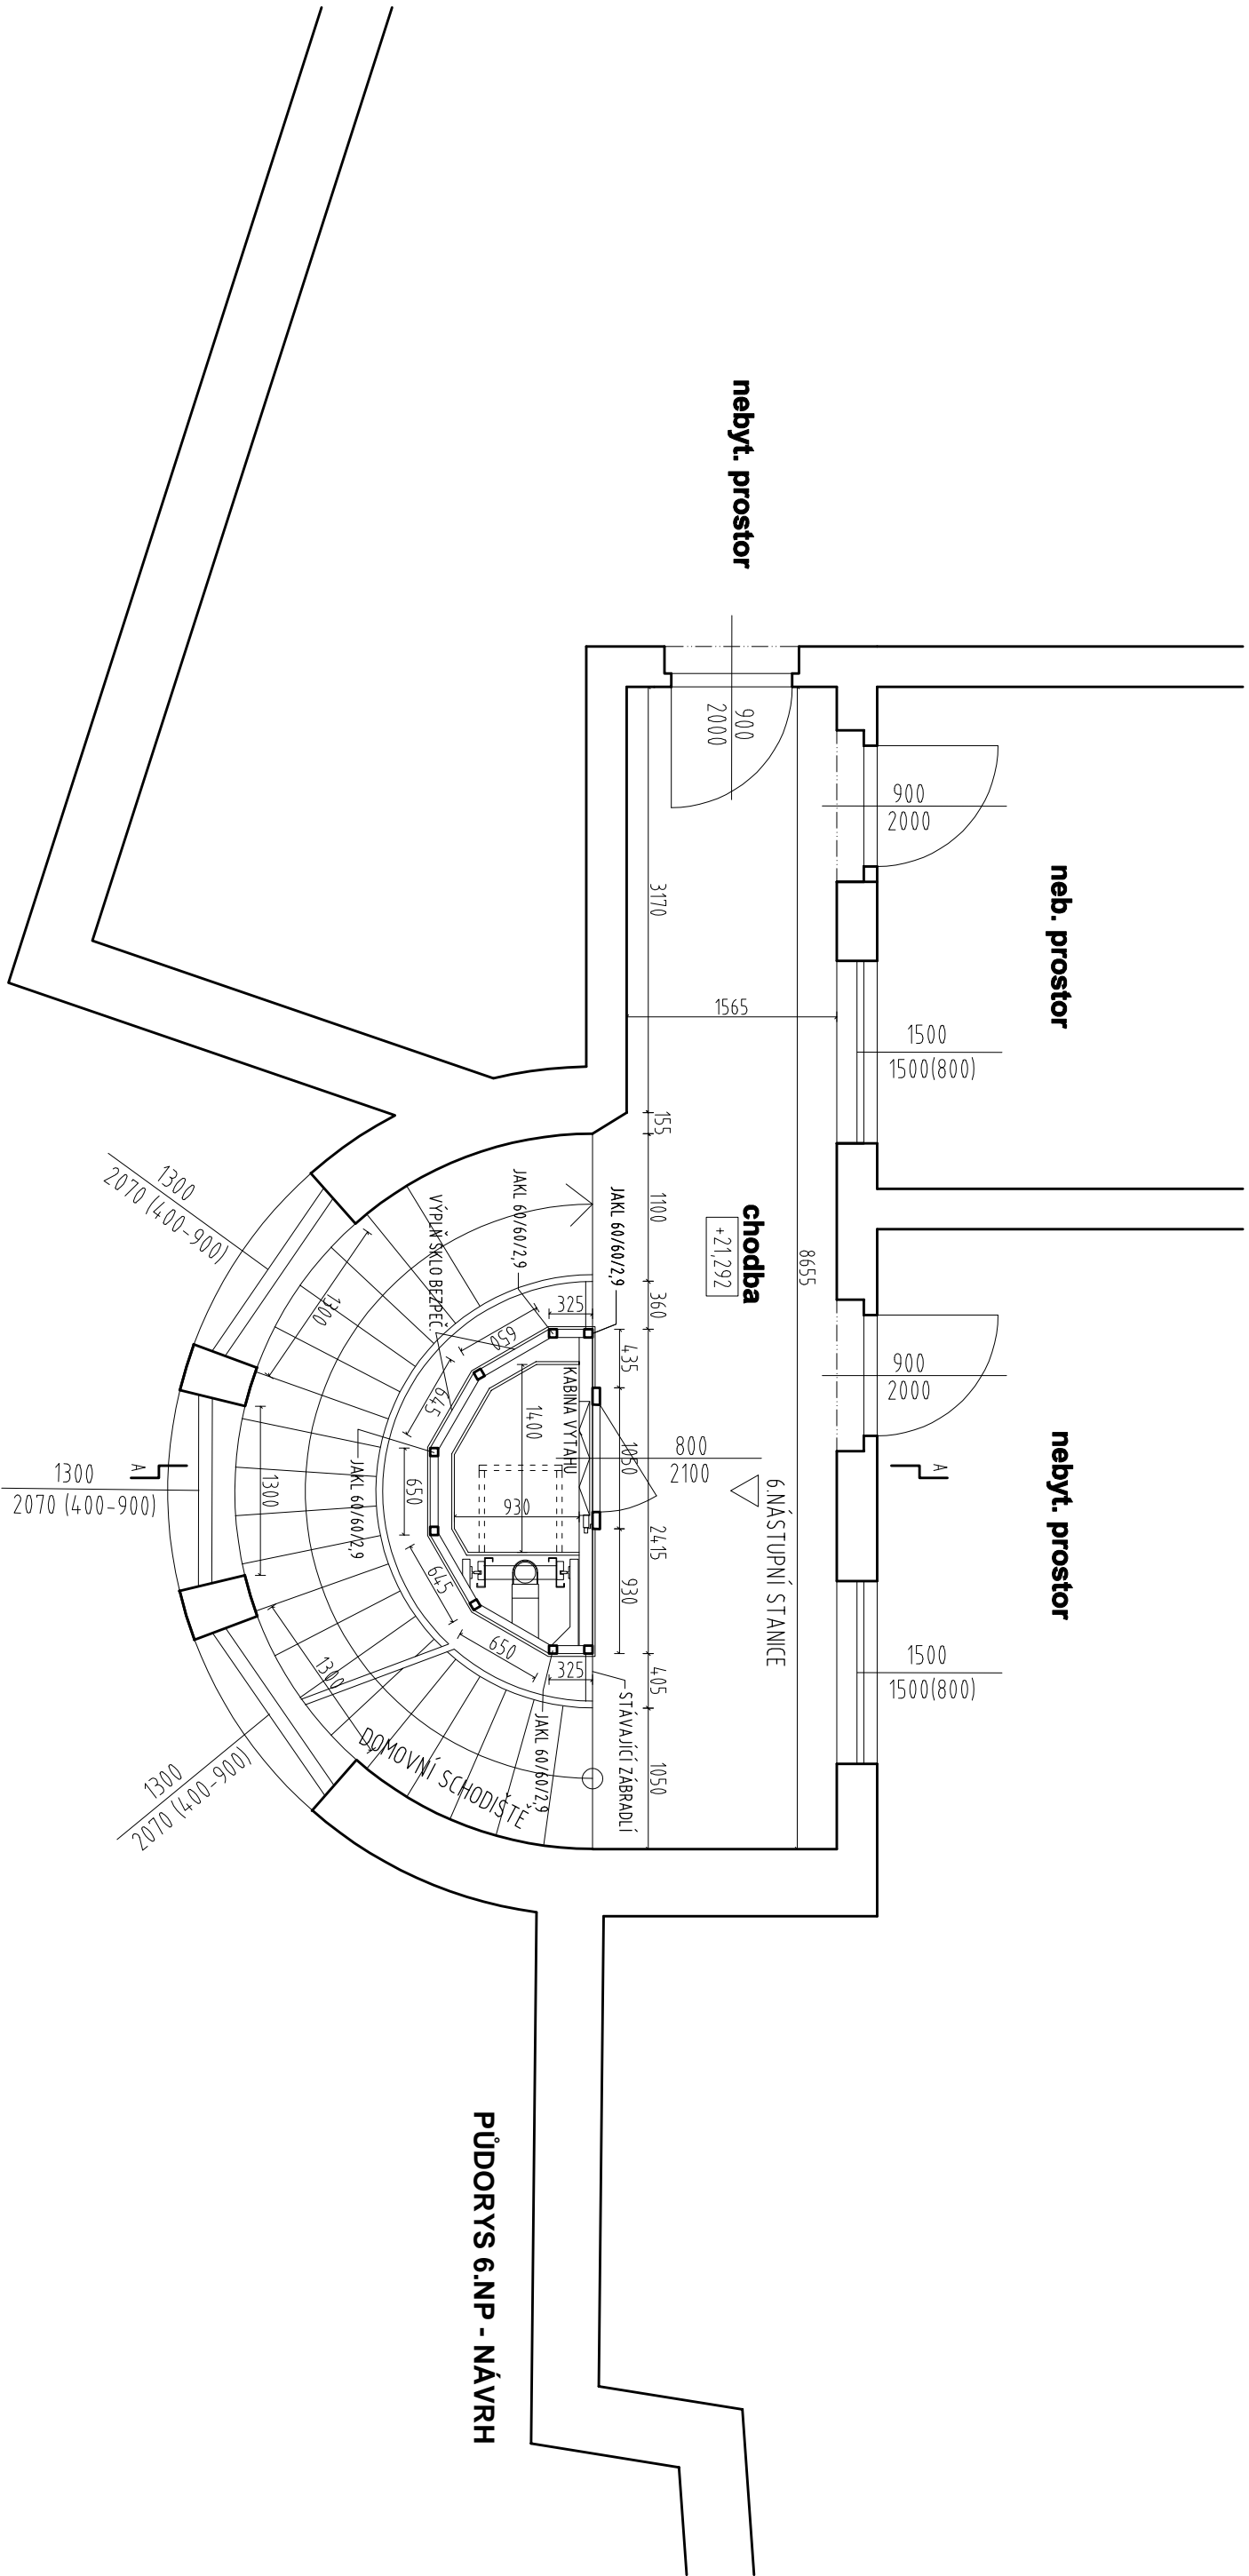 nebyt. prostor
900
2000
900
2000
neb. prostor
1500
1500(800)
3170
1565
155
1100
360
2415
405
1050
8655
chodba
+21,292
900
2000
nebyt. prostor
1500
1500(800)
A
A
6.NÁSTUPNÍ STANICE
800
2100
435
1050
930
JAKL 60/60/2,9
JAKL 60/60/2,9
VÝPLŇ SKLO BEZPEČ.
JAKL 60/60/2,9
JAKL 60/60/2,9
KABINA VÝTAHU
1400
930
325
650
645
650
645
650
325
STÁVAJÍCÍ ZÁBRADLÍ
DOMOVNÍ SCHODIŠTĚ
1300
1300
1300
1300
2070 (400-900)
1300
2070 (400-900)
1300
2070 (400-900)
PŮDORYS 6.NP - NÁVRH